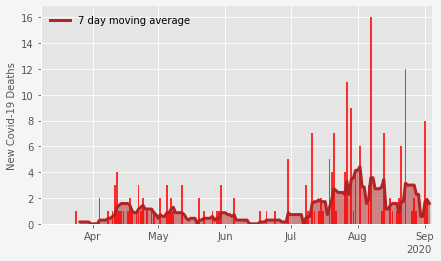 7 day moving average
New Covid-19 Deaths
16
14
12
10
8
6
4
2
0
Apr
May
Jun
Jul
Aug
Sep
2020